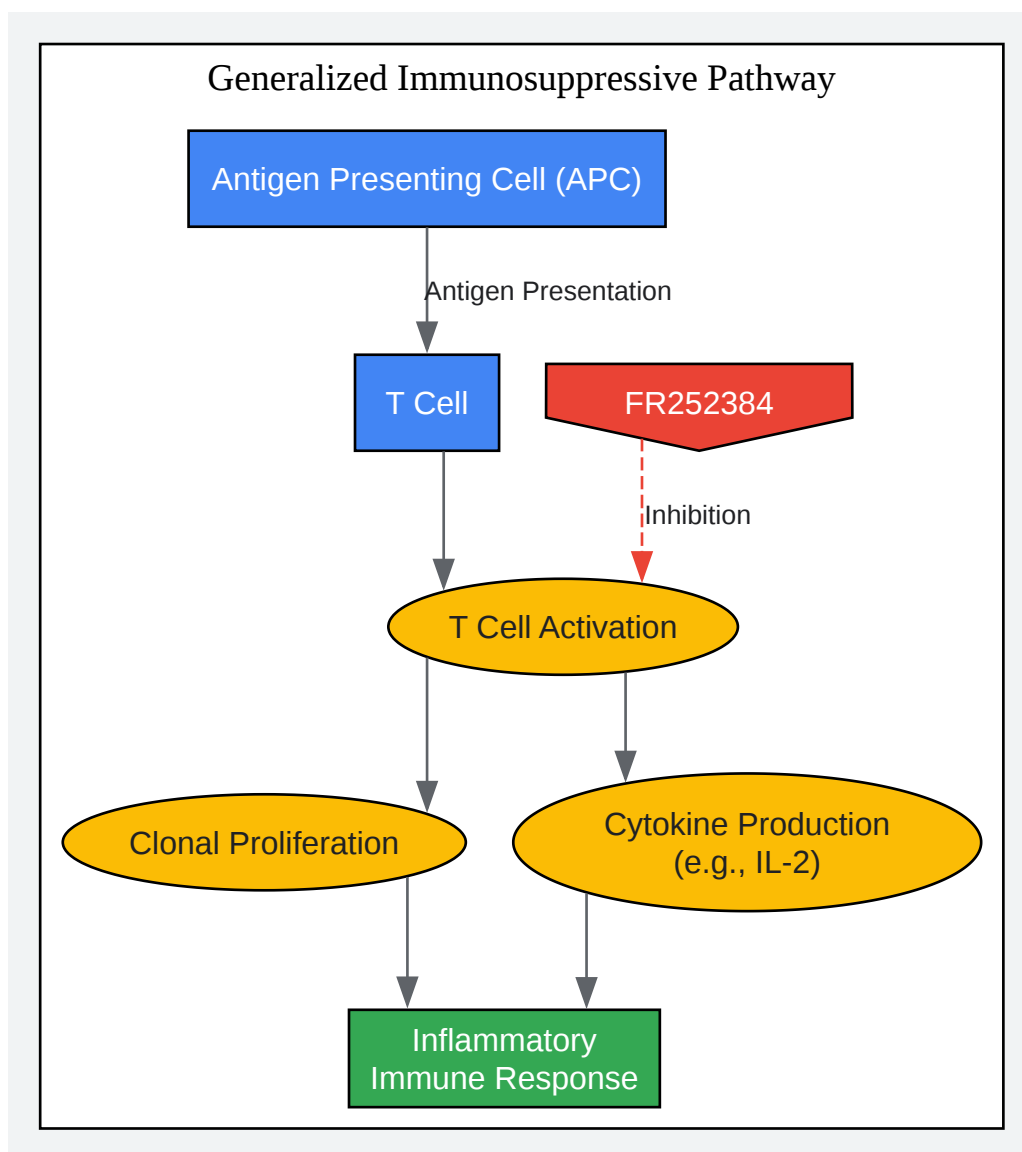 Generalized Immunosuppressive Pathway
Antigen Presenting Cell (APC)
Antigen Presentation
T Cell
FR252384
Inhibition
T Cell Activation
Clonal Proliferation
Cytokine Production
(e.g., IL-2)
Inflammatory
Immune Response